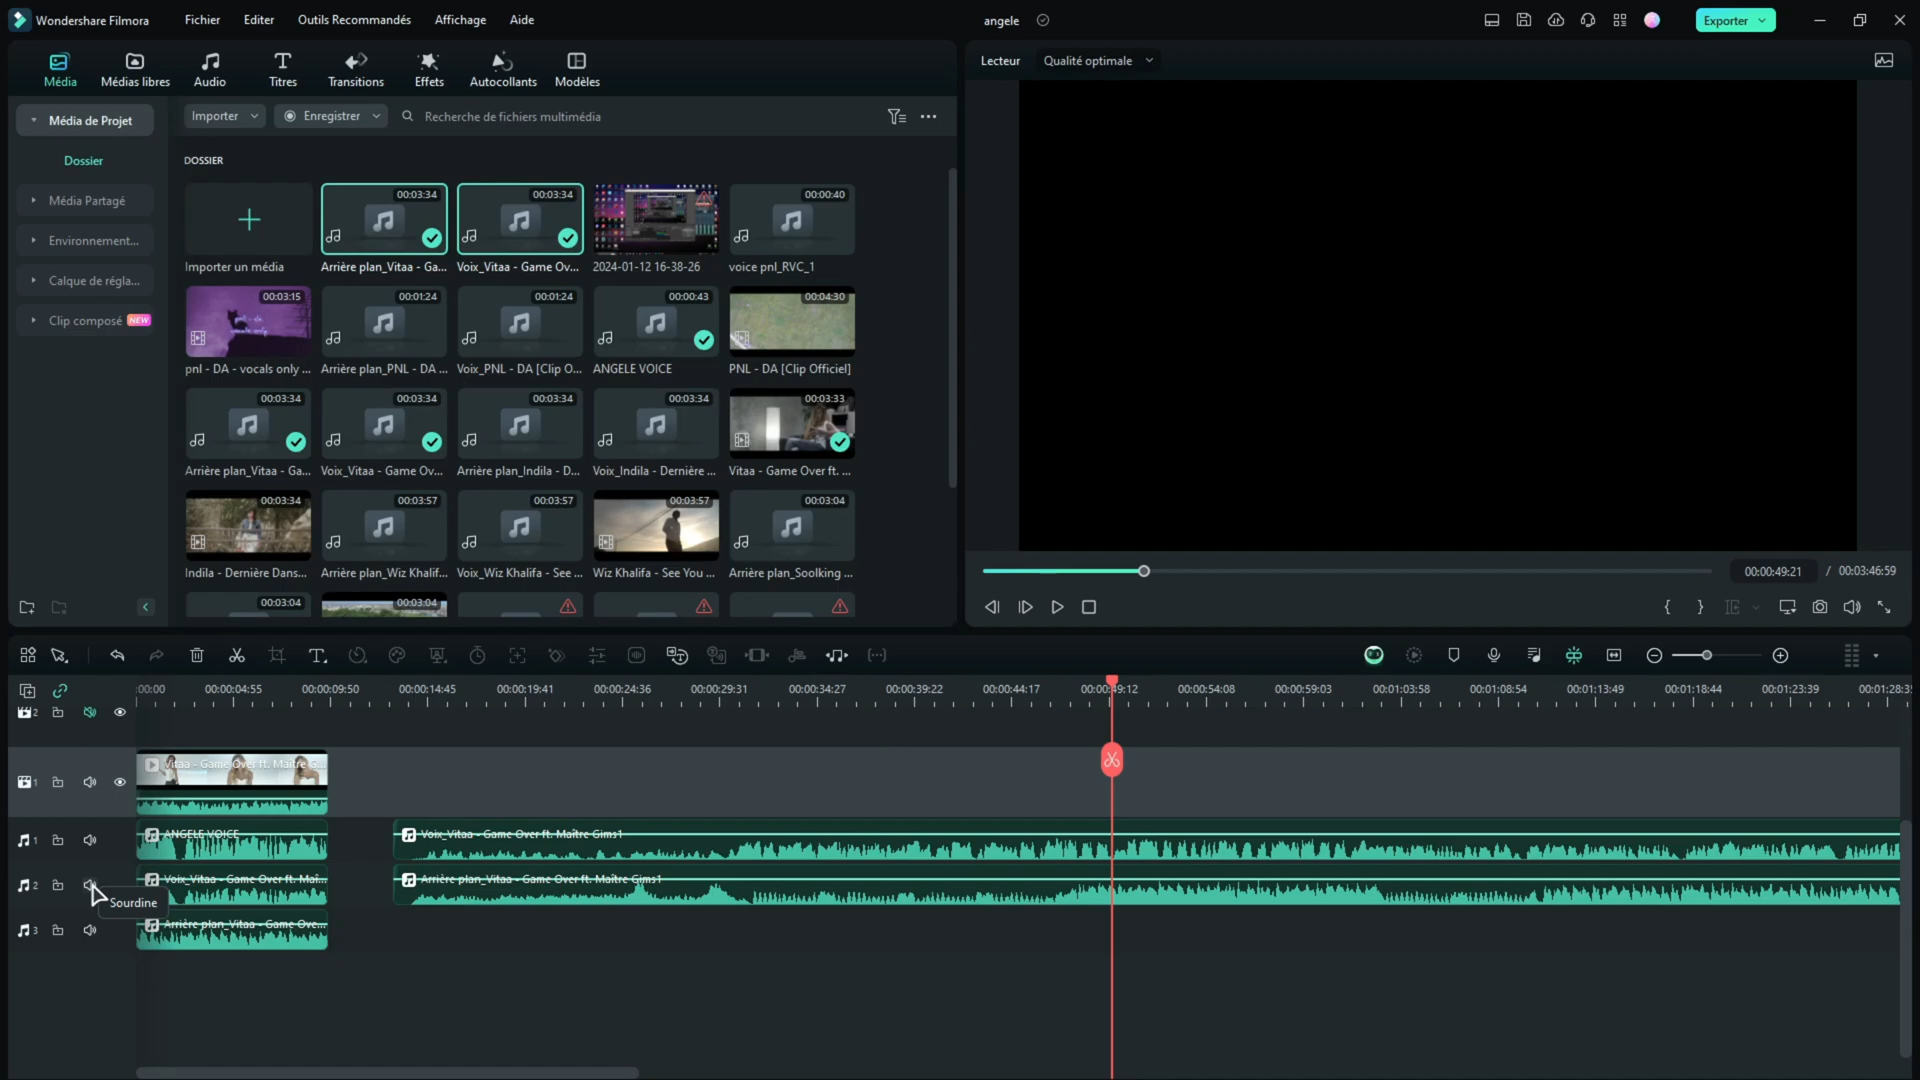 Wondershare Filmora
Fichier
Editer
Outils Recommandés
Affichage
Aide
angele
Exporter
Média
Médias libres
Audio
Titres
Transitions
Effets
Autocollants
Modèles
Lecteur
Qualité optimale
Média de Projet
Dossier
Média Partagé
Environnement...
Calque de régla...
Clip composé NEW
Importer
Enregistrer
Recherche de fichiers multimédia
DOSSIER
Importer un média
00:03:34
Arrière plan_Vitaa - Ga...
00:03:34
Voix_Vitaa - Game Ov...
2024-01-12 16-38-26
00:00:40
voice pnl_RVC_1
00:03:15
pnl - DA - vocals only ...
00:01:24
Arrière plan_PNL - DA ...
00:01:24
Voix_PNL - DA [Clip O...
00:00:43
ANGELE VOICE
00:04:30
PNL - DA [Clip Officiel]
00:03:34
Arrière plan_Vitaa - Ga...
00:03:34
Voix_Vitaa - Game Ov...
00:03:34
Arrière plan_Indila - D...
00:03:34
Voix_Indila - Dernière ...
00:03:33
Vitaa - Game Over ft. ...
00:03:34
Indila - Dernière Dans...
00:03:57
Arrière plan_Wiz Khalif...
00:03:57
Voix_Wiz Khalifa - See ...
00:03:57
Wiz Khalifa - See You ...
00:03:04
Arrière plan_Soolking ...
00:03:04
00:03:04
00:00:49:21 / 00:03:46:59
:00:00
00:00:04:55
00:00:09:50
00:00:14:45
00:00:19:41
00:00:24:36
00:00:29:31
00:00:34:27
00:00:39:22
00:00:44:17
00:00:49:12
00:00:54:08
00:00:59:03
00:01:03:58
00:01:08:54
00:01:13:49
00:01:18:44
00:01:23:39
00:01:28:35
2
1
Vitaa - Game Over ft. Maître G...
1
ANGELE VOICE
Voix_Vitaa - Game Over ft. Maître Gims1
2
Voix_Vitaa - Game Over ft. Maî...
Arrière plan_Vitaa - Game Over ft. Maître Gims1
Sourdine
3
Arrière plan_Vitaa - Game Ove...